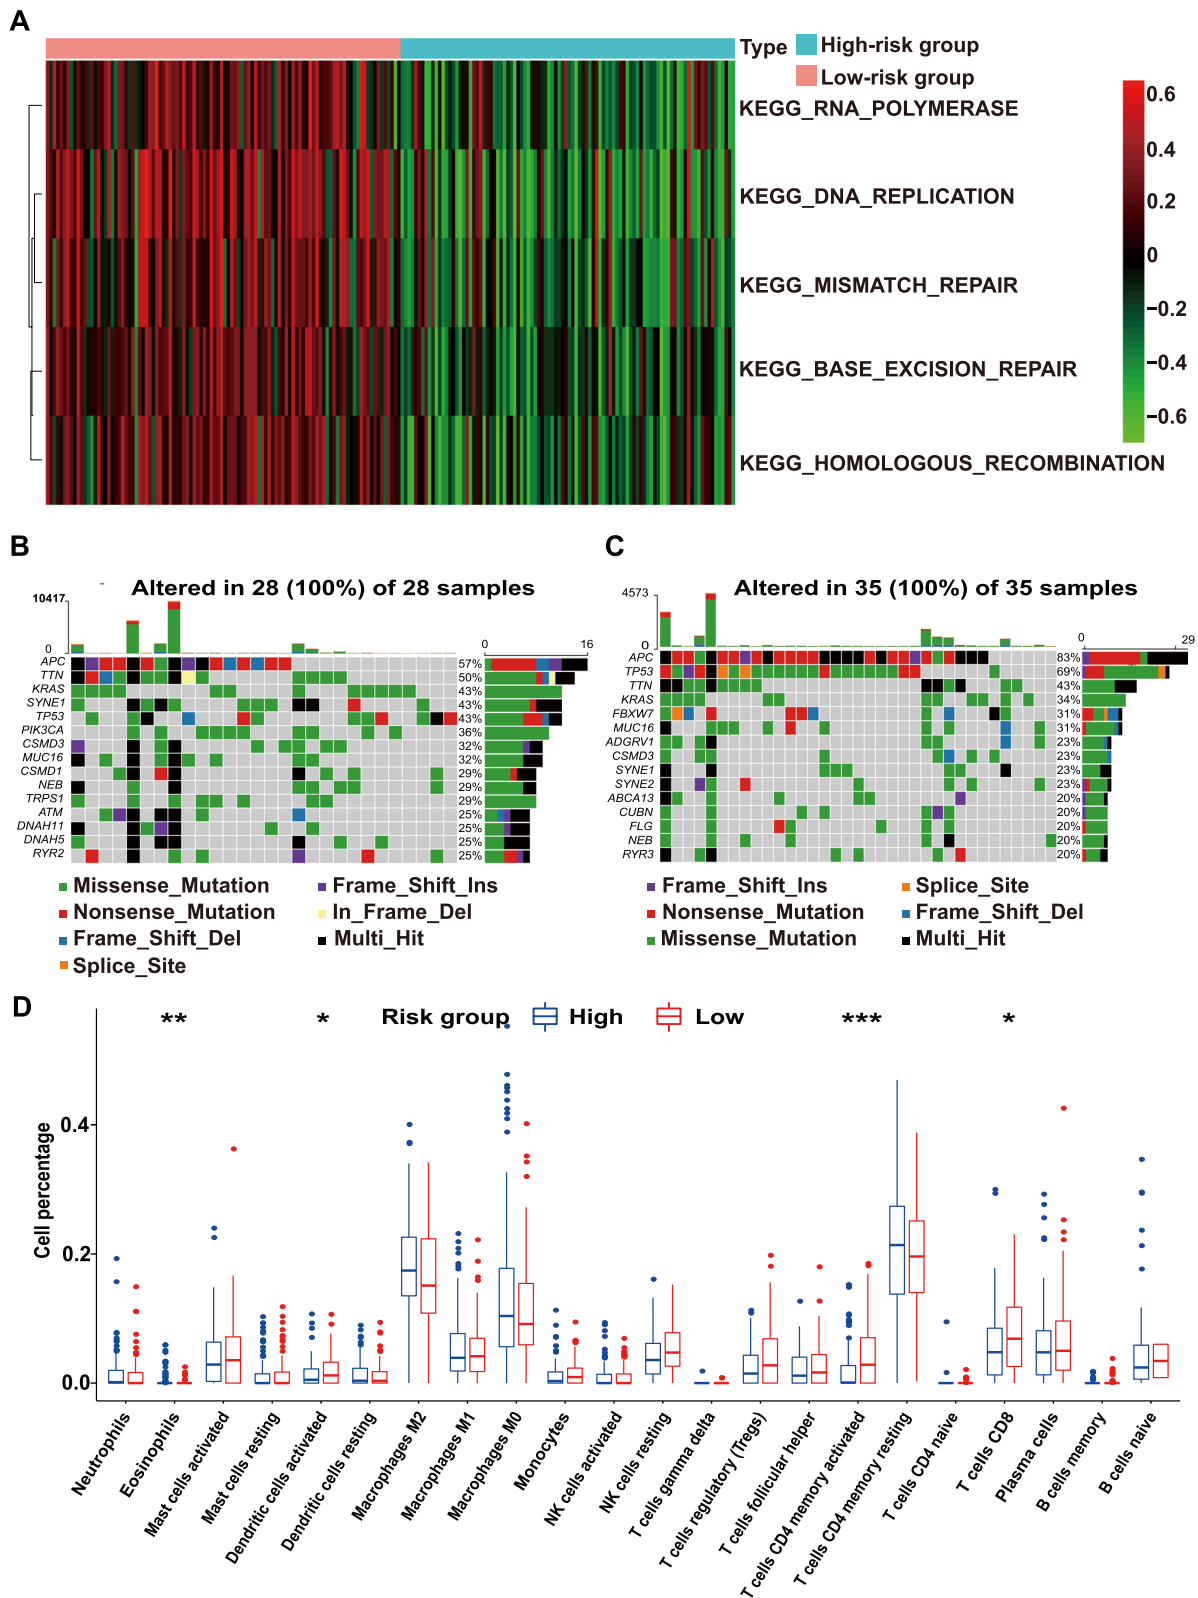 A
Type
High-risk group
Low-risk group
KEGG_RNA_POLYMERASE
KEGG_DNA_REPLICATION
KEGG_MISMATCH_REPAIR
KEGG_BASE_EXCISION_REPAIR
KEGG_HOMOLOGOUS_RECOMBINATION
0.6
0.4
0.2
0
−0.2
−0.4
−0.6
B
Altered in 28 (100%) of 28 samples
10417
0
0 16
APC 57%
TTN 50%
KRAS 43%
SYNE1 43%
TP53 43%
PIK3CA 36%
CSMD3 32%
MUC16 32%
CSMD1 29%
NEB 29%
TRPS1 29%
ATM 25%
DNAH11 25%
DNAH5 25%
RYR2 25%
Missense_Mutation
Nonsense_Mutation
Frame_Shift_Del
Splice_Site
Frame_Shift_Ins
In_Frame_Del
Multi_Hit
C
Altered in 35 (100%) of 35 samples
4573
0
0 29
APC 83%
TP53 69%
TTN 43%
KRAS 34%
FBXW7 31%
MUC16 31%
ADGRV1 23%
CSMD3 23%
SYNE1 23%
SYNE2 23%
ABCA13 20%
CUBN 20%
FLG 20%
NEB 20%
RYR3 20%
Frame_Shift_Ins
Nonsense_Mutation
Missense_Mutation
Splice_Site
Frame_Shift_Del
Multi_Hit
D
** * *** *
Risk group High Low
Cell percentage
0.4
0.2
0.0
Neutrophils
Eosinophils
Mast cells activated
Mast cells resting
Dendritic cells activated
Dendritic cells resting
Macrophages M2
Macrophages M1
Macrophages M0
Monocytes
NK cells activated
NK cells resting
T cells gamma delta
T cells regulatory (Tregs)
T cells follicular helper
T cells CD4 memory activated
T cells CD4 memory resting
T cells CD4 naive
T cells CD8
Plasma cells
B cells memory
B cells naive